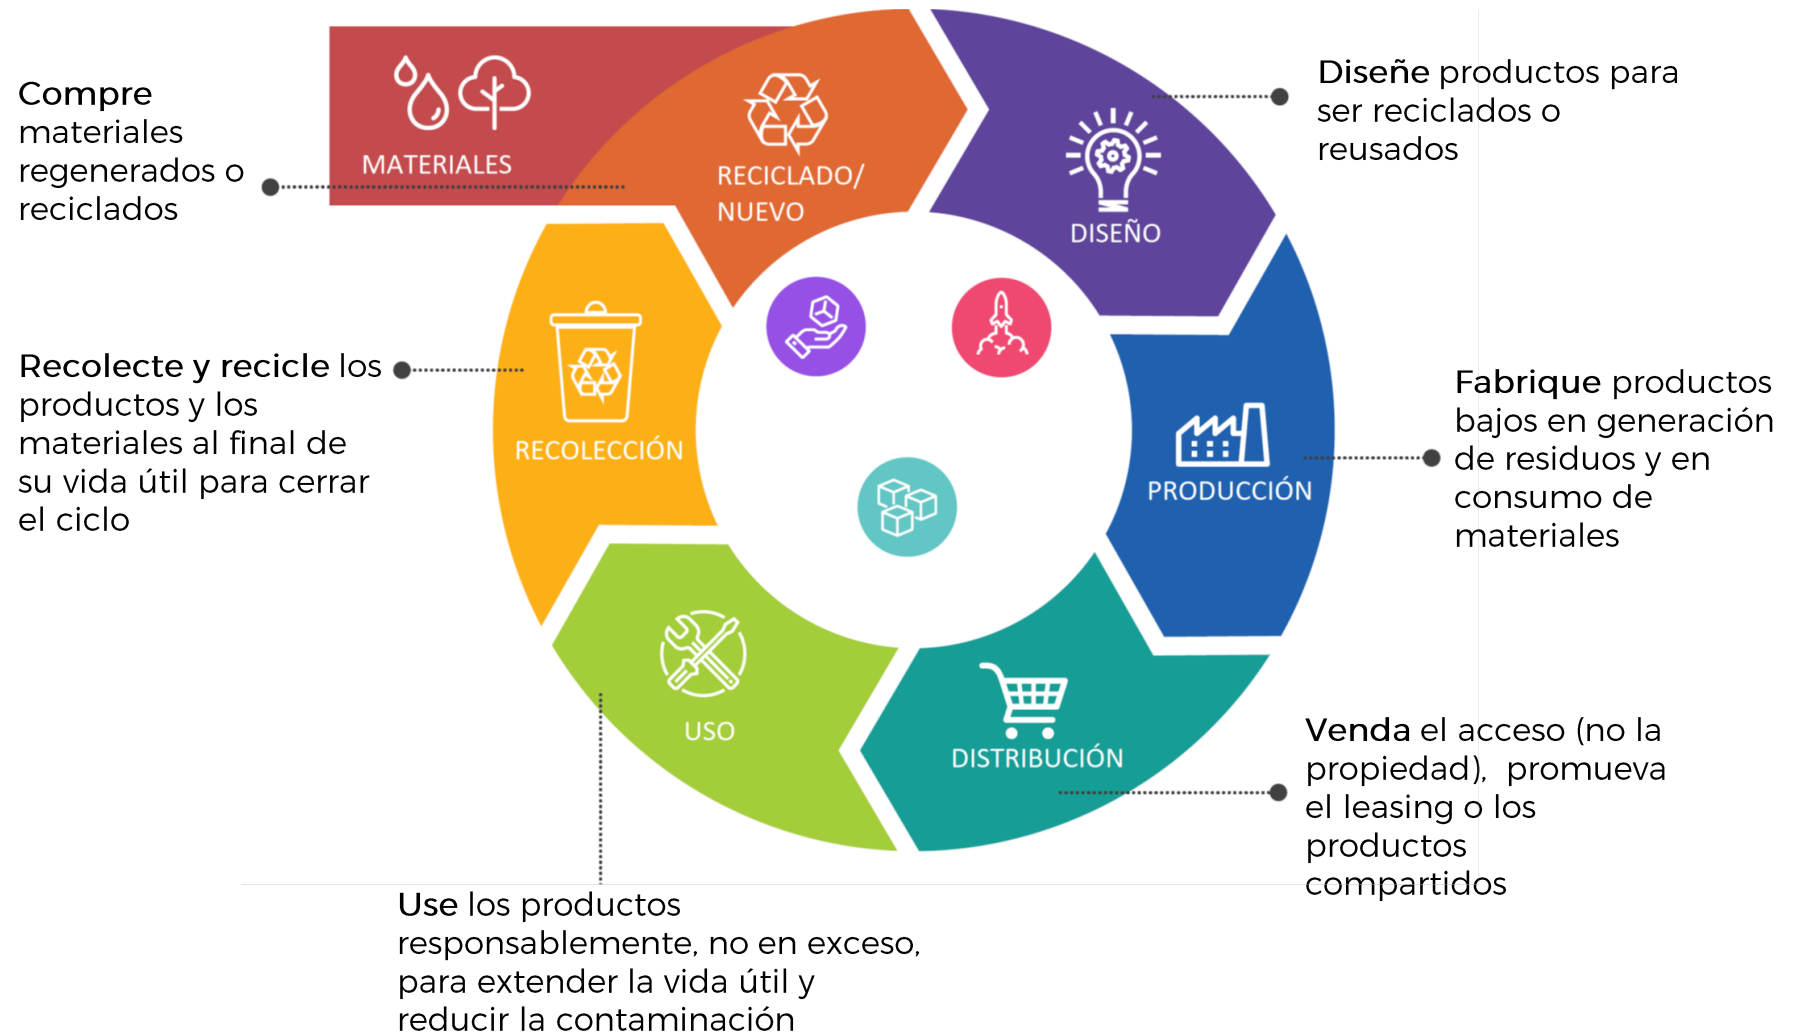 Compre
materiales
regenerados o
reciclados
MATERIALES
RECICLADO/
NUEVO
DISEÑO
Diseñe productos para
ser reciclados o
reusados
Recolecte y recicle los
productos y los
materiales al final de
su vida útil para cerrar
el ciclo
RECOLECCIÓN
PRODUCCIÓN
Fabrique productos
bajos en generación
de residuos y en
consumo de
materiales
USO
DISTRIBUCIÓN
Venda el acceso (no la
propiedad), promueva
el leasing o los
productos
compartidos
Use los productos
responsablemente, no en exceso,
para extender la vida útil y
reducir la contaminación